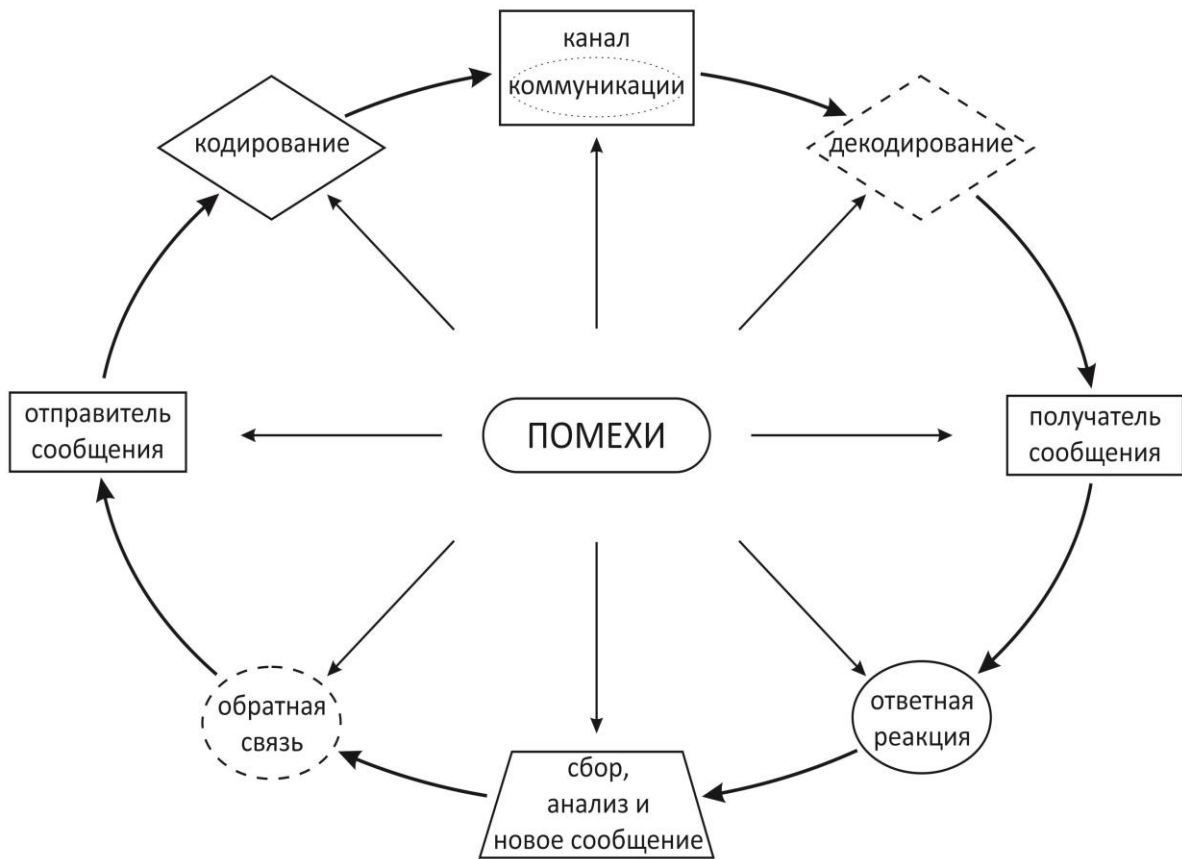 канал
коммуникации
кодирование
декодирование
отправитель
сообщения
ПОМЕХИ
получатель
сообщения
обратная
связь
ответная
реакция
сбор,
анализ и
новое сообщение